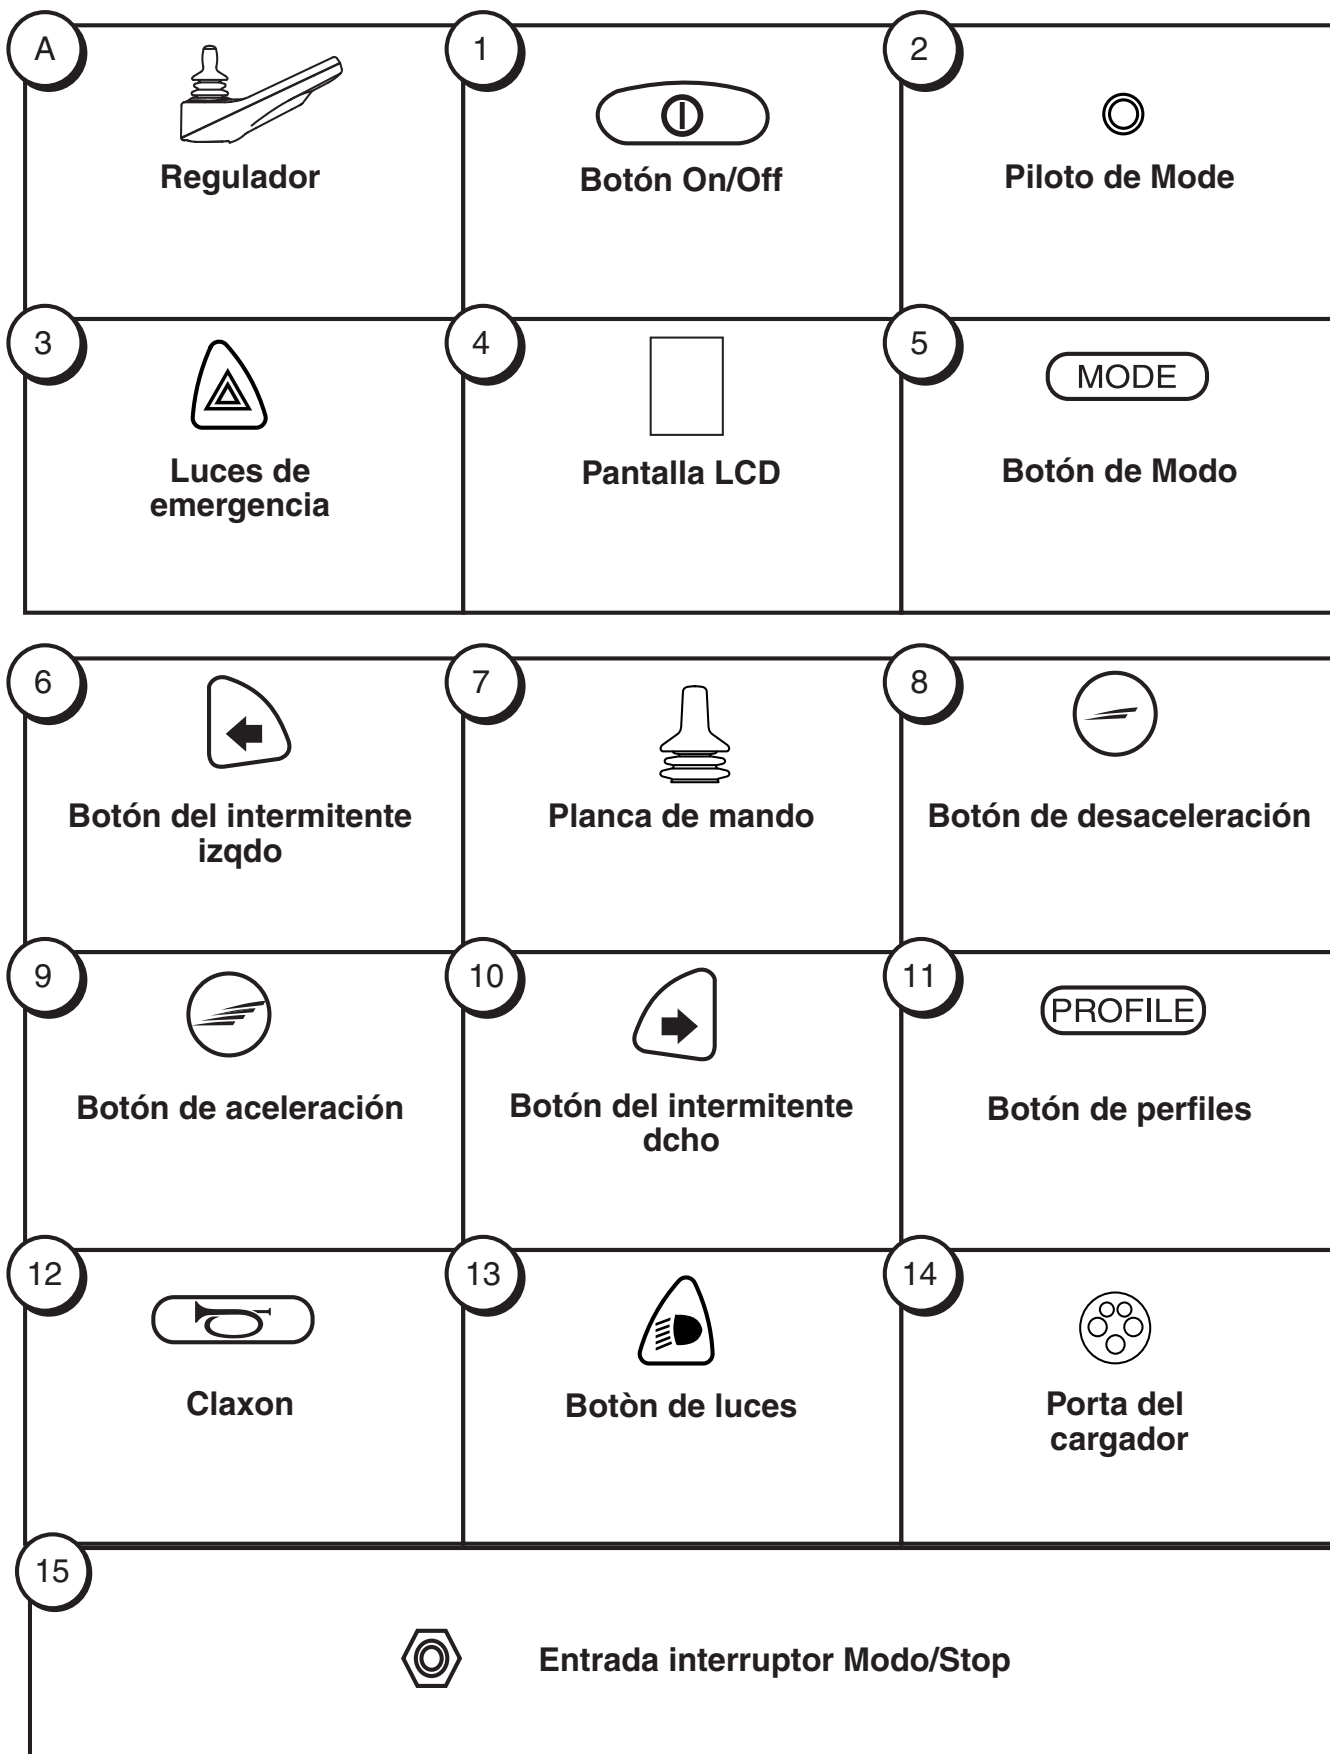 A
Regulador
1
Botón On/Off
2
Piloto de Mode
3
Luces de
emergencia
4
Pantalla LCD
5
MODE
Botón de Modo
6
Botón del intermitente
izqdo
7
Planca de mando
8
Botón de desaceleración
9
Botón de aceleración
10
Botón del intermitente
dcho
11
PROFILE
Botón de perfiles
12
Claxon
13
Botòn de luces
14
Porta del
cargador
15
Entrada interruptor Modo/Stop